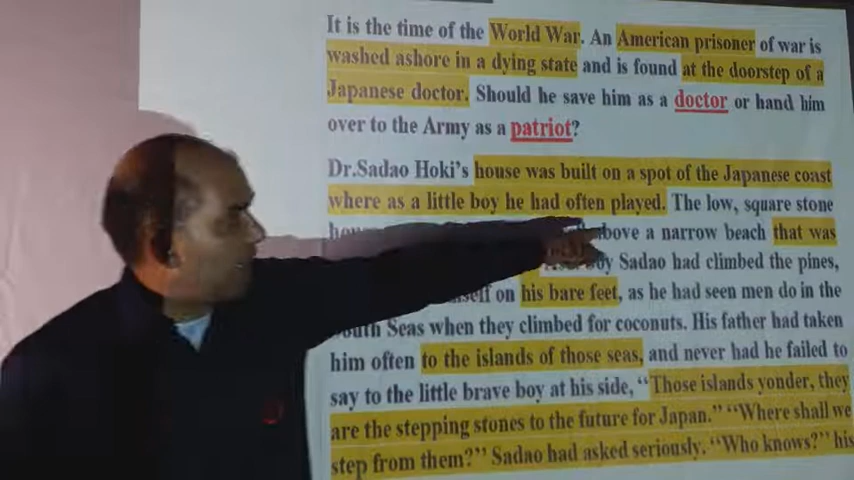 It is the time of the World War. An American prisoner of war is
washed ashore in a dying state and is found at the doorstep of a
Japanese doctor. Should he save him as a doctor or hand him
over to the Army as a patriot?
Dr.Sadao Hoki's house was built on a spot of the Japanese coast
where as a little boy he had often played. The low, square stone
above a narrow beach that was
boy Sadao had climbed the pines,
on his bare feet, as he had seen men do in the
South Seas when they climbed for coconuts. His father had taken
him often to the islands of those seas, and never had he failed to
say to the little brave boy at his side, “Those islands yonder, they
are the stepping stones to the future for Japan.” “Where shall we
step from them?” Sadao had asked seriously. “Who knows?” his